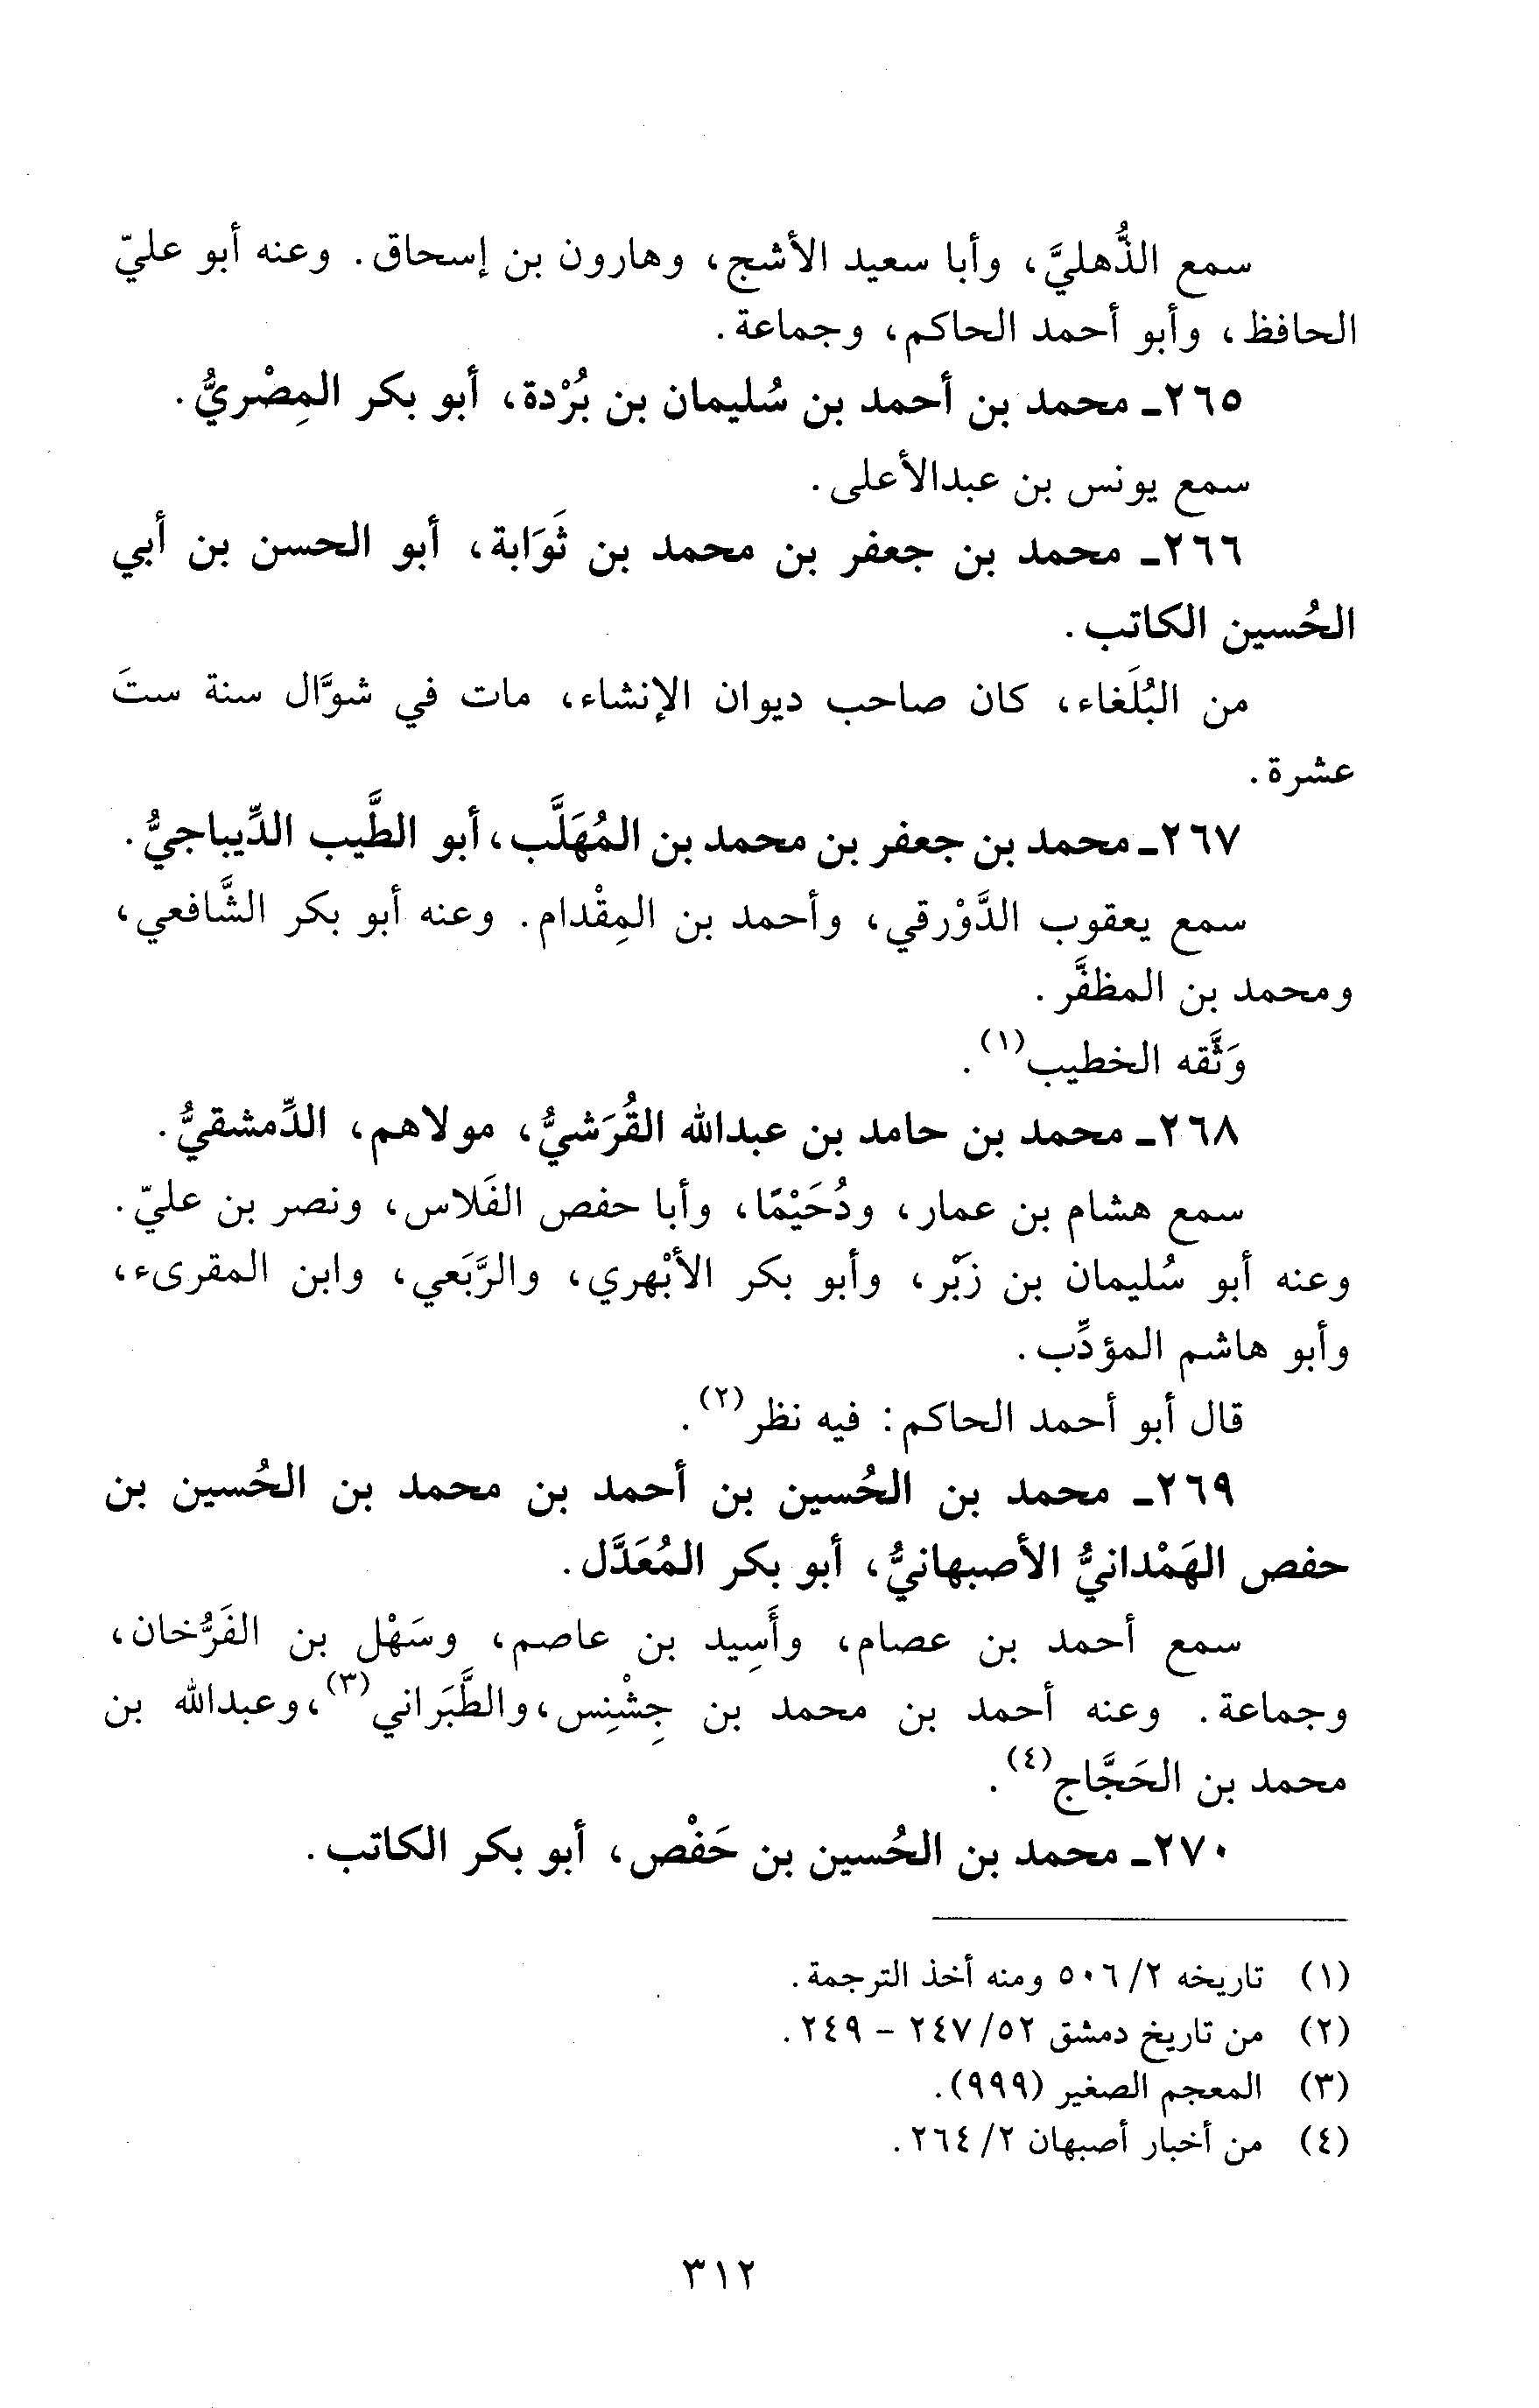 سمع الذُّهليَّ، وأبا سعيد الأشج، وهارون بن إسحاق. وعنه أبو عليّ
الحافظ، وأبو أحمد الحاكم، وجماعة.
٢٦٥ـ محمد بن أحمد بن سُليمان بن بُرْدة، أبو بكر المِصْريُّ.
سمع يونس بن عبدالأعلى.
٢٦٦ـ محمد بن جعفر بن محمد بن ثَوَابة، أبو الحسن بن أبي
الحُسين الكاتب.
من البُلَغاء، كان صاحب ديوان الإنشاء، مات في شوَّال سنة ستَ
عشرة.
٢٦٧ـ محمد بن جعفر بن محمد بن المُهَلَّب، أبو الطَّيب الدِّيباجيُّ.
سمع يعقوب الدَّوْرقي، وأحمد بن المِقْدام. وعنه أبو بكر الشَّافعي،
ومحمد بن المظفَّر.
وَثَّقه الخطيب(١).
٢٦٨ـ محمد بن حامد بن عبدالله القُرَشيُّ، مولاهم، الدِّمشقيُّ.
سمع هشام بن عمار، ودُحَيْمًا، وأبا حفص الفَلاس، ونصر بن عليّ.
وعنه أبو سُليمان بن زَبْر، وأبو بكر الأبْهري، والرَّبَعي، وابن المقرىء،
وأبو هاشم المؤدِّب.
قال أبو أحمد الحاكم: فيه نظر(٢).
٢٦٩ـ محمد بن الحُسين بن أحمد بن محمد بن الحُسين بن
حفص الهَمْدانيُّ الأصبهانيُّ، أبو بكر المُعَدَّل.
سمع أحمد بن عصام، وأَسِيد بن عاصم، وسَهْل بن الفَرُّخان،
وجماعة. وعنه أحمد بن محمد بن جِشْنِس، والطَّبَراني(٣)، وعبدالله بن
محمد بن الحَجَّاج(٤).
٢٧٠ـ محمد بن الحُسين بن حَفْص، أبو بكر الكاتب.
(١) تاريخه ٢/ ٥٠٦ ومنه أخذ الترجمة.
(٢) من تاريخ دمشق ٥٢/ ٢٤٧ - ٢٤٩.
(٣) المعجم الصغير (٩٩٩).
(٤) من أخبار أصبهان ٢/ ٢٦٤.
٣١٢